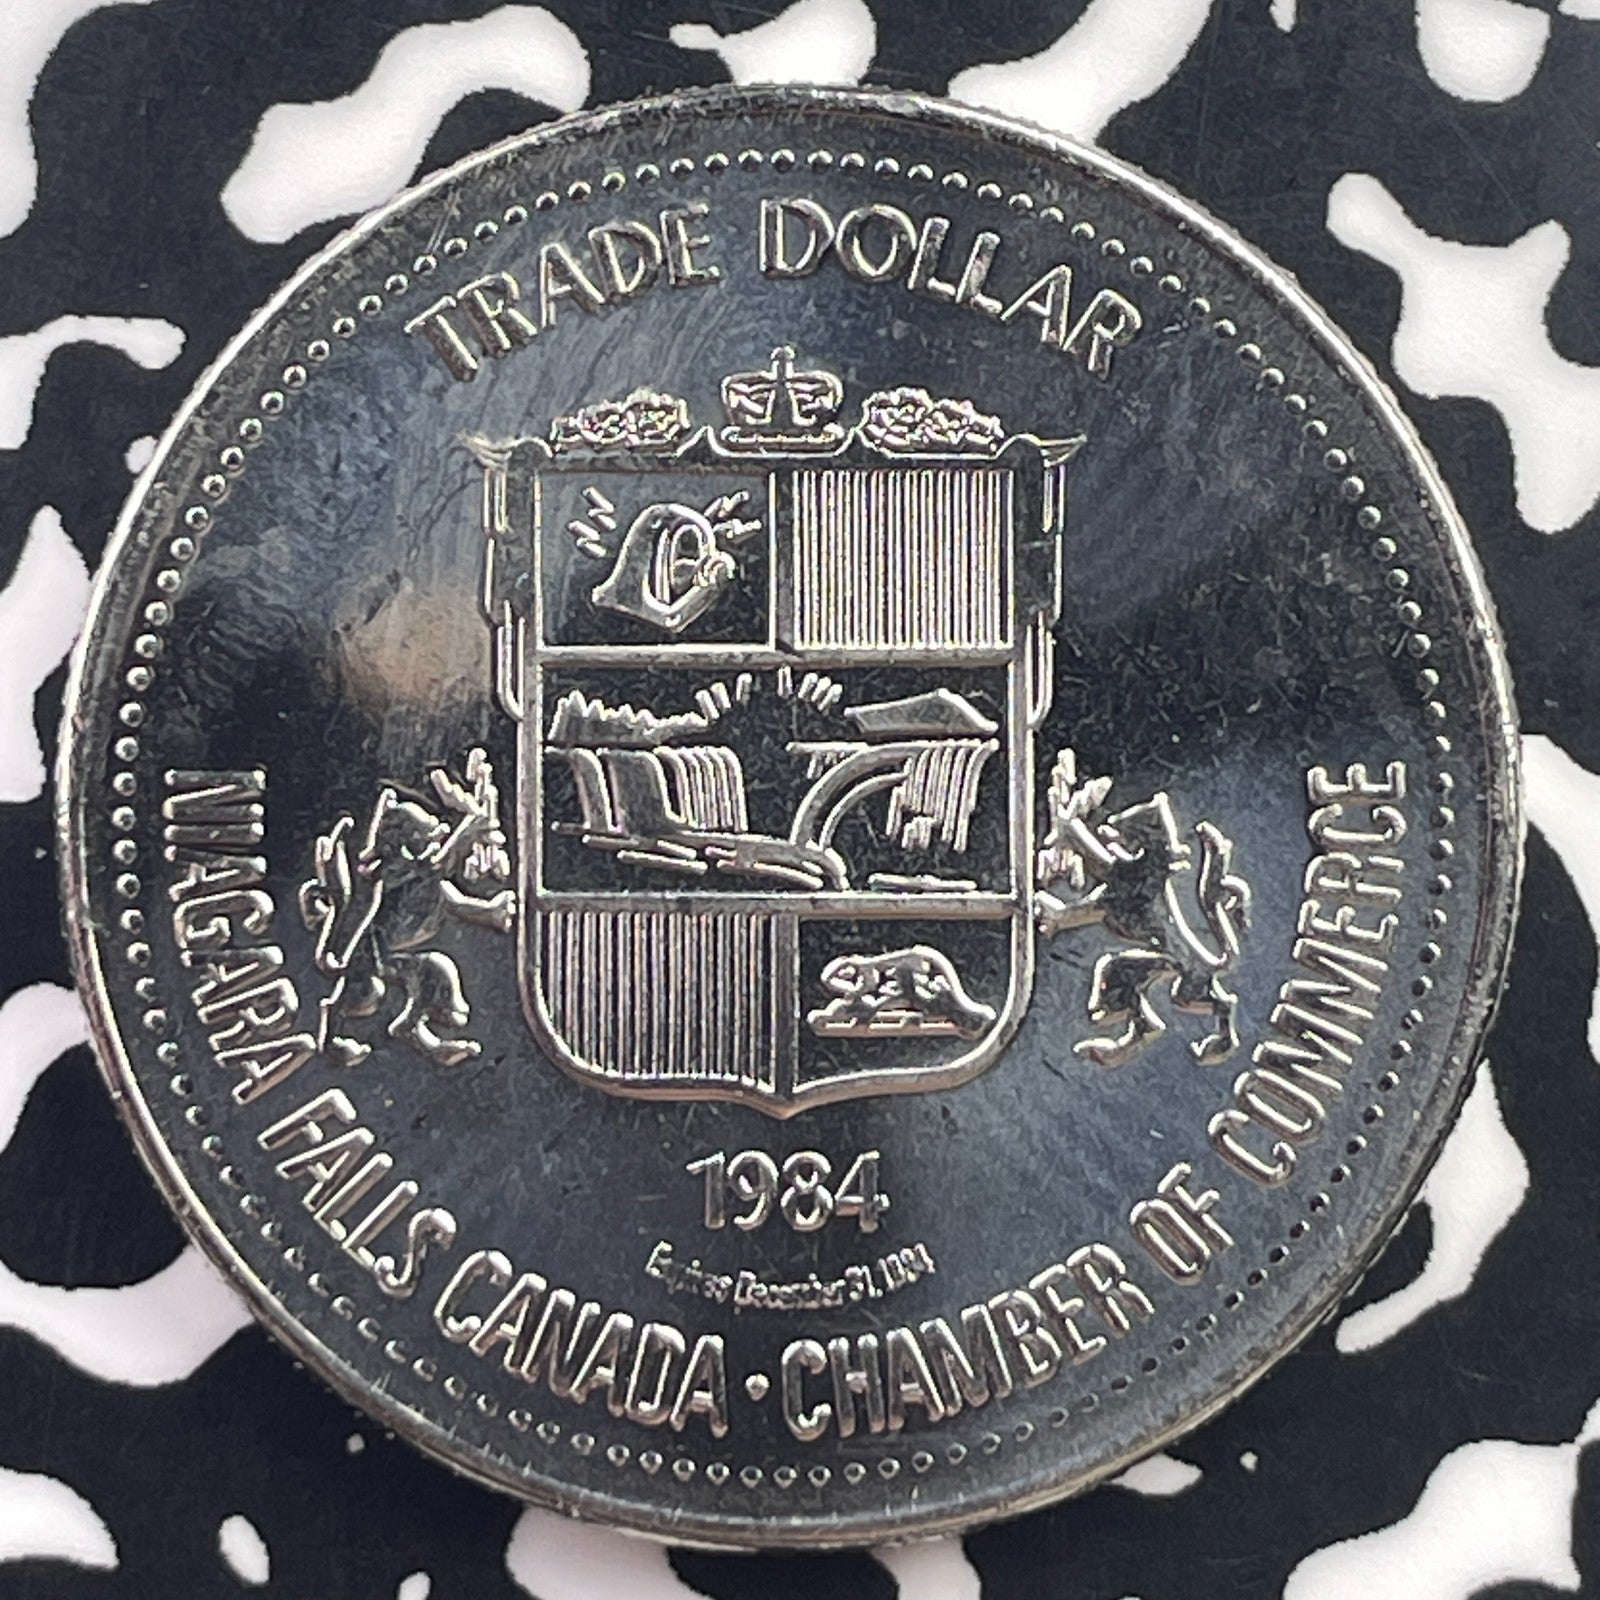 TRADE DOLLAR
1984
Expires December 31, 1984
NIAGARA FALLS CANADA • CHAMBER OF COMMERCE